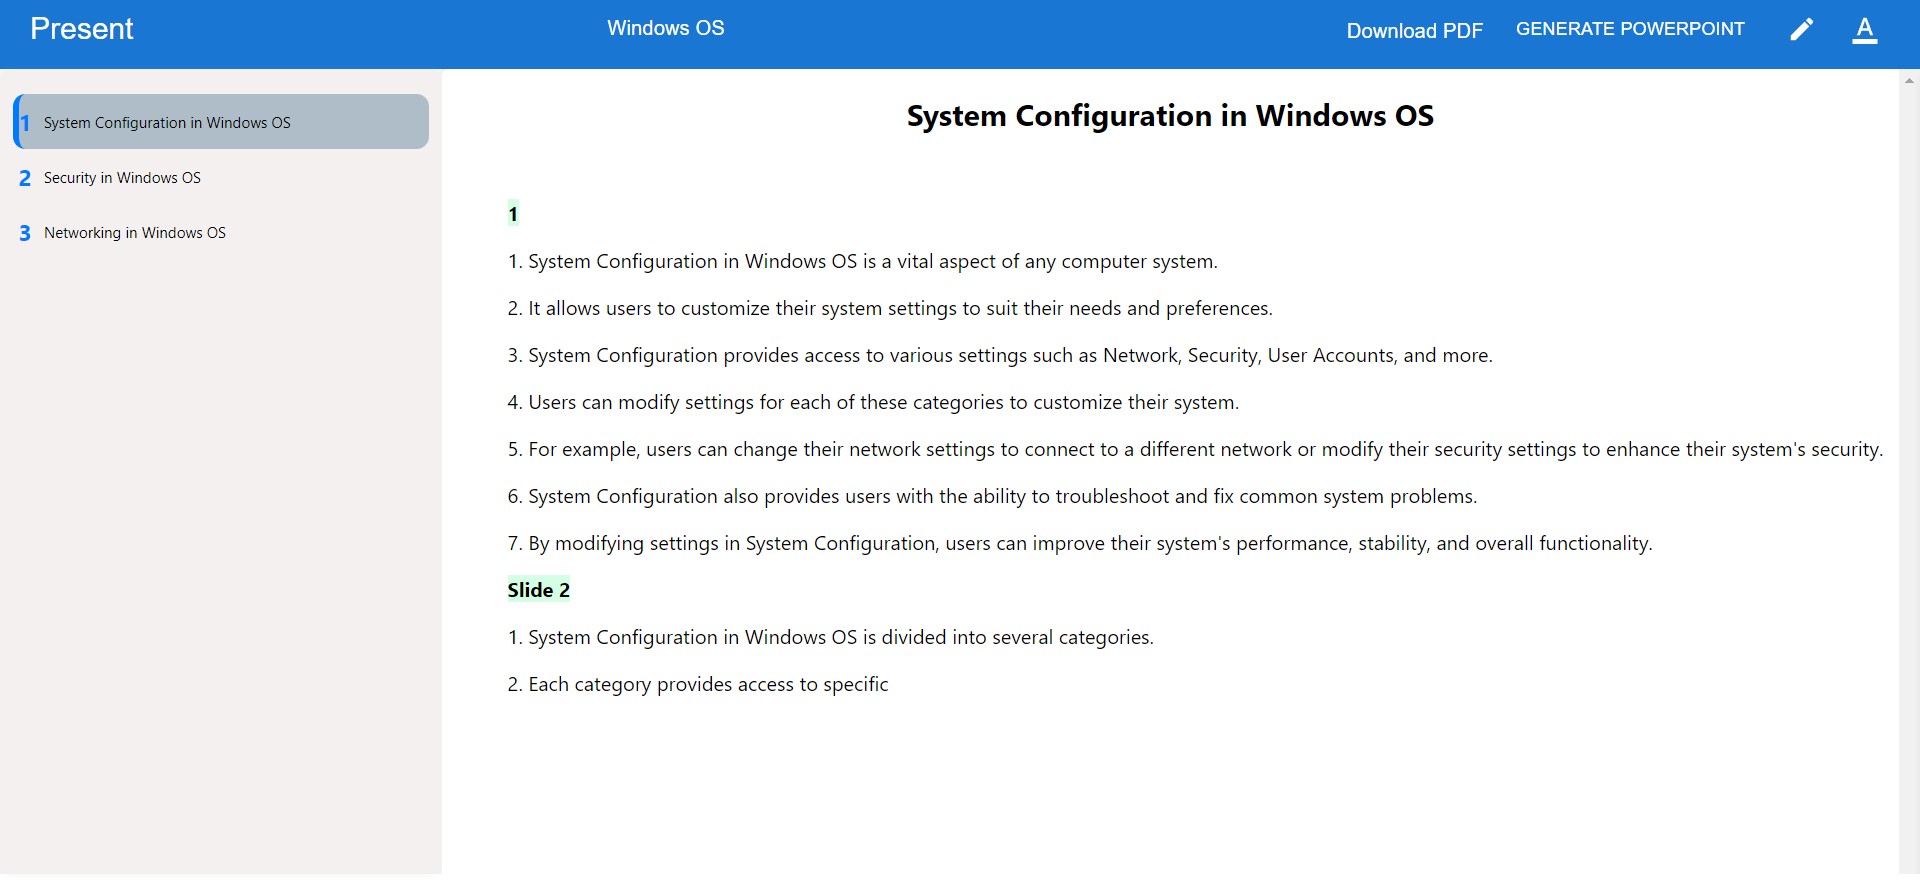 Present
Windows OS
Download PDF
GENERATE POWERPOINT
A
1 System Configuration in Windows OS
2 Security in Windows OS
3 Networking in Windows OS
System Configuration in Windows OS
1
1. System Configuration in Windows OS is a vital aspect of any computer system.
2. It allows users to customize their system settings to suit their needs and preferences.
3. System Configuration provides access to various settings such as Network, Security, User Accounts, and more.
4. Users can modify settings for each of these categories to customize their system.
5. For example, users can change their network settings to connect to a different network or modify their security settings to enhance their system's security.
6. System Configuration also provides users with the ability to troubleshoot and fix common system problems.
7. By modifying settings in System Configuration, users can improve their system's performance, stability, and overall functionality.
Slide 2
1. System Configuration in Windows OS is divided into several categories.
2. Each category provides access to specific